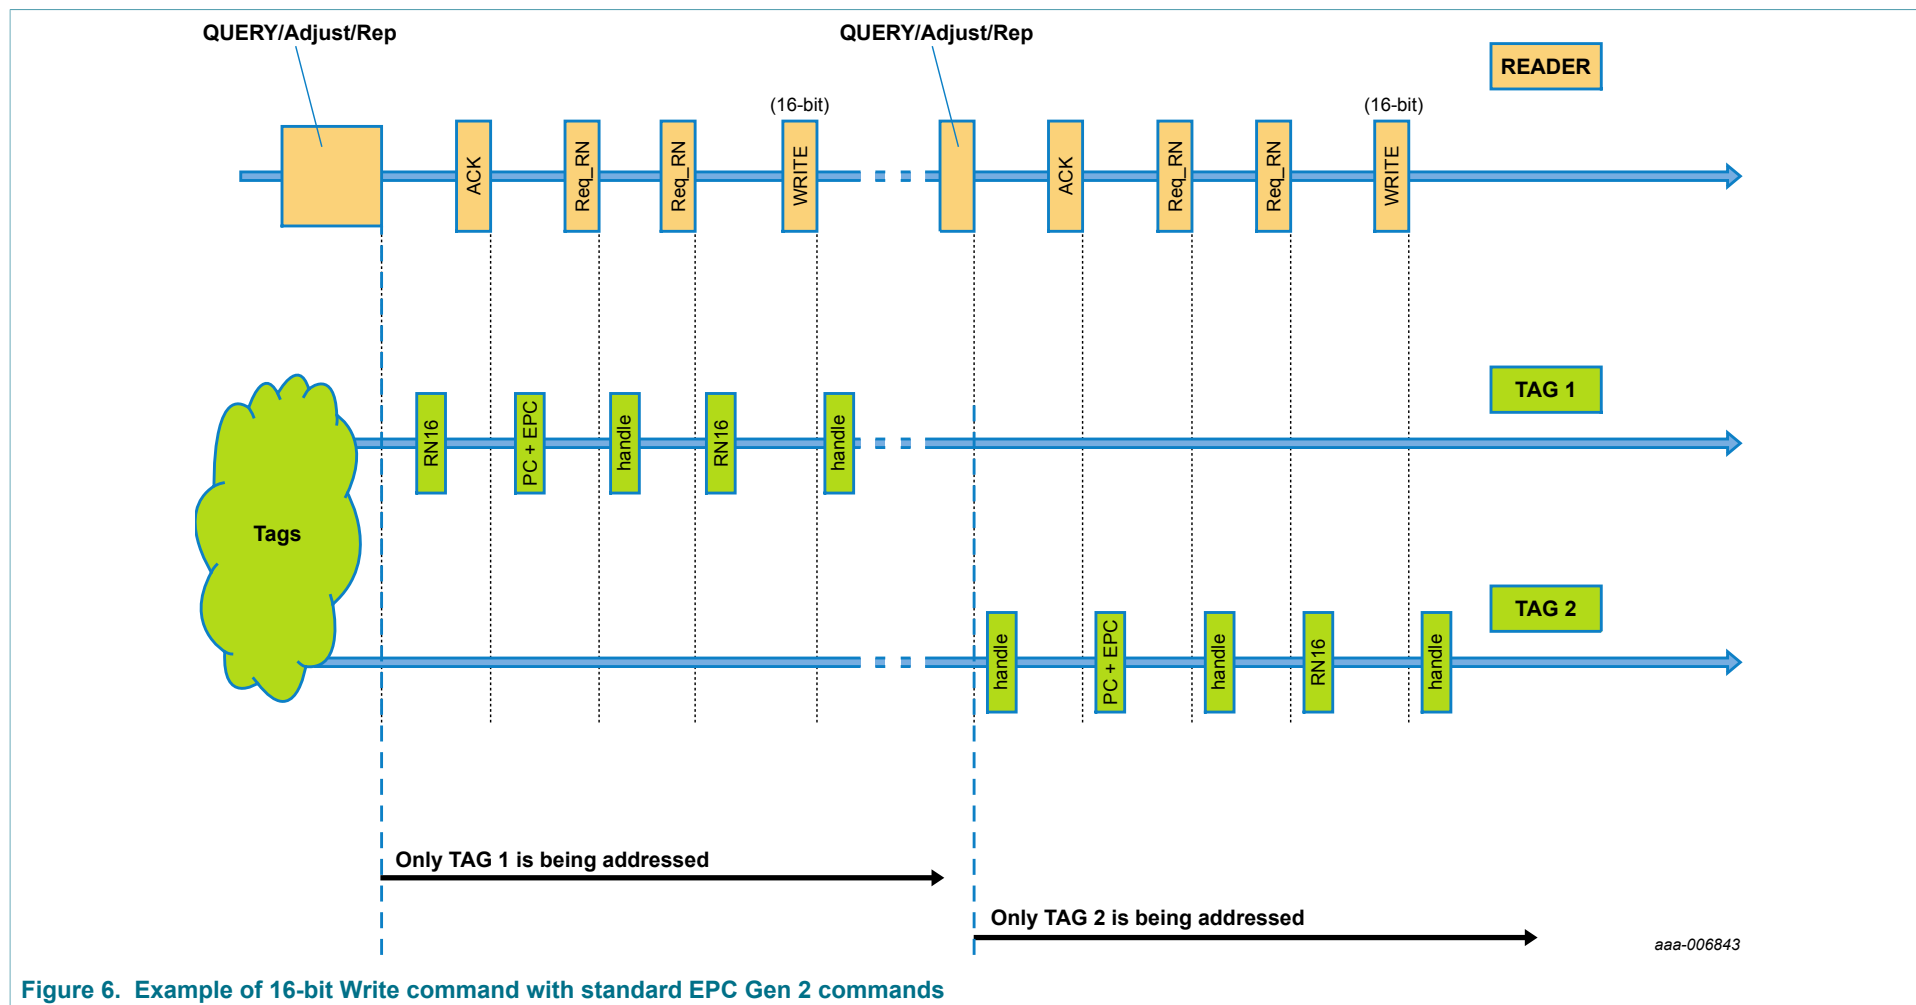 QUERY/Adjust/Rep
QUERY/Adjust/Rep
READER
(16-bit)
(16-bit)
ACK
Req_RN
Req_RN
WRITE
ACK
Req_RN
Req_RN
WRITE
TAG 1
RN16
PC + EPC
handle
RN16
handle
Tags
TAG 2
handle
PC + EPC
handle
RN16
handle
Only TAG 1 is being addressed
Only TAG 2 is being addressed
aaa-006843
Figure 6. Example of 16-bit Write command with standard EPC Gen 2 commands